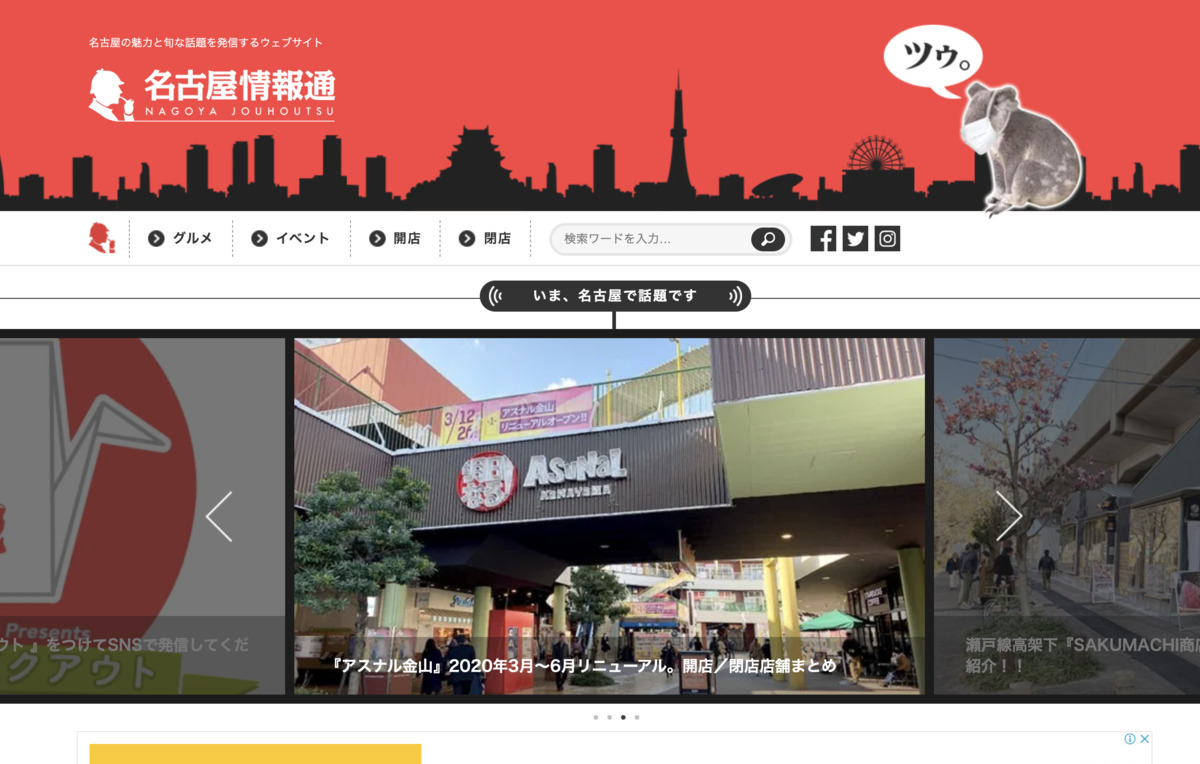 名古屋の魅力と旬な話題を発信するウェブサイト
ツゥ。
名古屋情報通
NAGOYA JOUHOUTSU
グルメ
イベント
開店
閉店
検索ワードを入力...
いま、名古屋で話題です
3/12
26
アスナル金山
リニューアルオープン!!
ASUNAL
KANAYAMA
Presents
ウト 』をつけてSNSで発信してくだ
クアウト
『アスナル金山』2020年3月〜6月リニューアル。開店／閉店店舗まとめ
瀬戸線高架下『SAKUMACHI商店
紹介！！